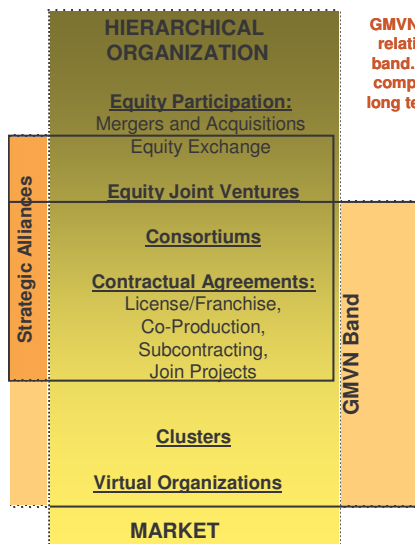 HIERARCHICAL
ORGANIZATION
Equity Participation:
Mergers and Acquisitions
Equity Exchange
Equity Joint Ventures
Consortiums
Contractual Agreements:
License/Franchise,
Co-Production,
Subcontracting,
Join Projects
Clusters
Virtual Organizations
MARKET
Strategic Alliances
GMVN Band
GMVN
relati
band.
comp
long te